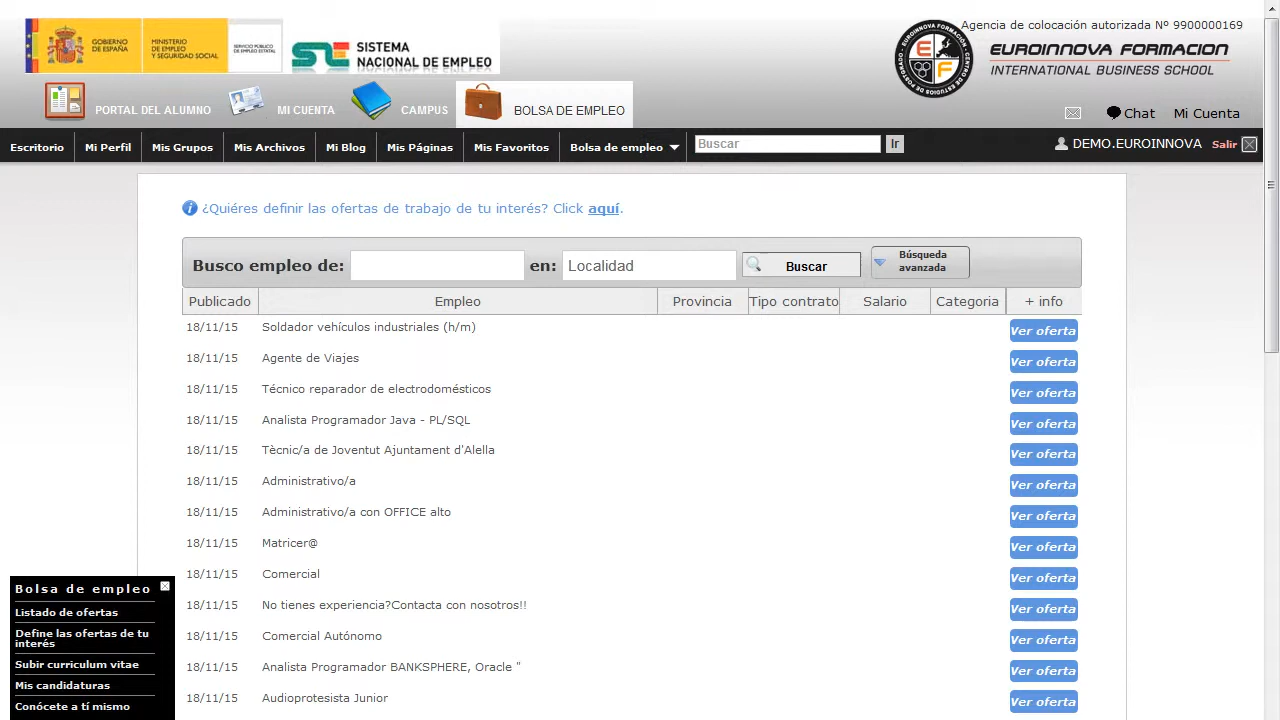 GOBIERNO
DE ESPAÑA
MINISTERIO
DE EMPLEO
Y SEGURIDAD SOCIAL
SERVICIO PÚBLICO
DE EMPLEO ESTATAL
SISTEMA
NACIONAL DE EMPLEO
Agencia de colocación autorizada Nº 9900000169
EUROINNOVA FORMACIÓN
CENTRO DE ESTUDIOS DE POSTGRADO
E
F
EUROINNOVA FORMACION
INTERNATIONAL BUSINESS SCHOOL
PORTAL DEL ALUMNO
MI CUENTA
CAMPUS
BOLSA DE EMPLEO
Chat
Mi Cuenta
Escritorio
Mi Perfil
Mis Grupos
Mis Archivos
Mi Blog
Mis Páginas
Mis Favoritos
Bolsa de empleo
Buscar
Ir
DEMO.EUROINNOVA
Salir
¿Quiéres definir las ofertas de trabajo de tu interés? Click aquí.
Busco empleo de:
en:
Localidad
Buscar
Búsqueda
avanzada
Publicado Empleo Provincia Tipo contrato Salario Categoria + info
18/11/15 Soldador vehículos industriales (h/m) Ver oferta
18/11/15 Agente de Viajes Ver oferta
18/11/15 Técnico reparador de electrodomésticos Ver oferta
18/11/15 Analista Programador Java - PL/SQL Ver oferta
18/11/15 Tècnic/a de Joventut Ajuntament d'Alella Ver oferta
18/11/15 Administrativo/a Ver oferta
18/11/15 Administrativo/a con OFFICE alto Ver oferta
18/11/15 Matricer@ Ver oferta
18/11/15 Comercial Ver oferta
18/11/15 No tienes experiencia?Contacta con nosotros!! Ver oferta
18/11/15 Comercial Autónomo Ver oferta
18/11/15 Analista Programador BANKSPHERE, Oracle " Ver oferta
18/11/15 Audioprotesista Junior Ver oferta
Bolsa de empleo
Listado de ofertas
Define las ofertas de tu
interés
Subir curriculum vitae
Mis candidaturas
Conócete a tí mismo